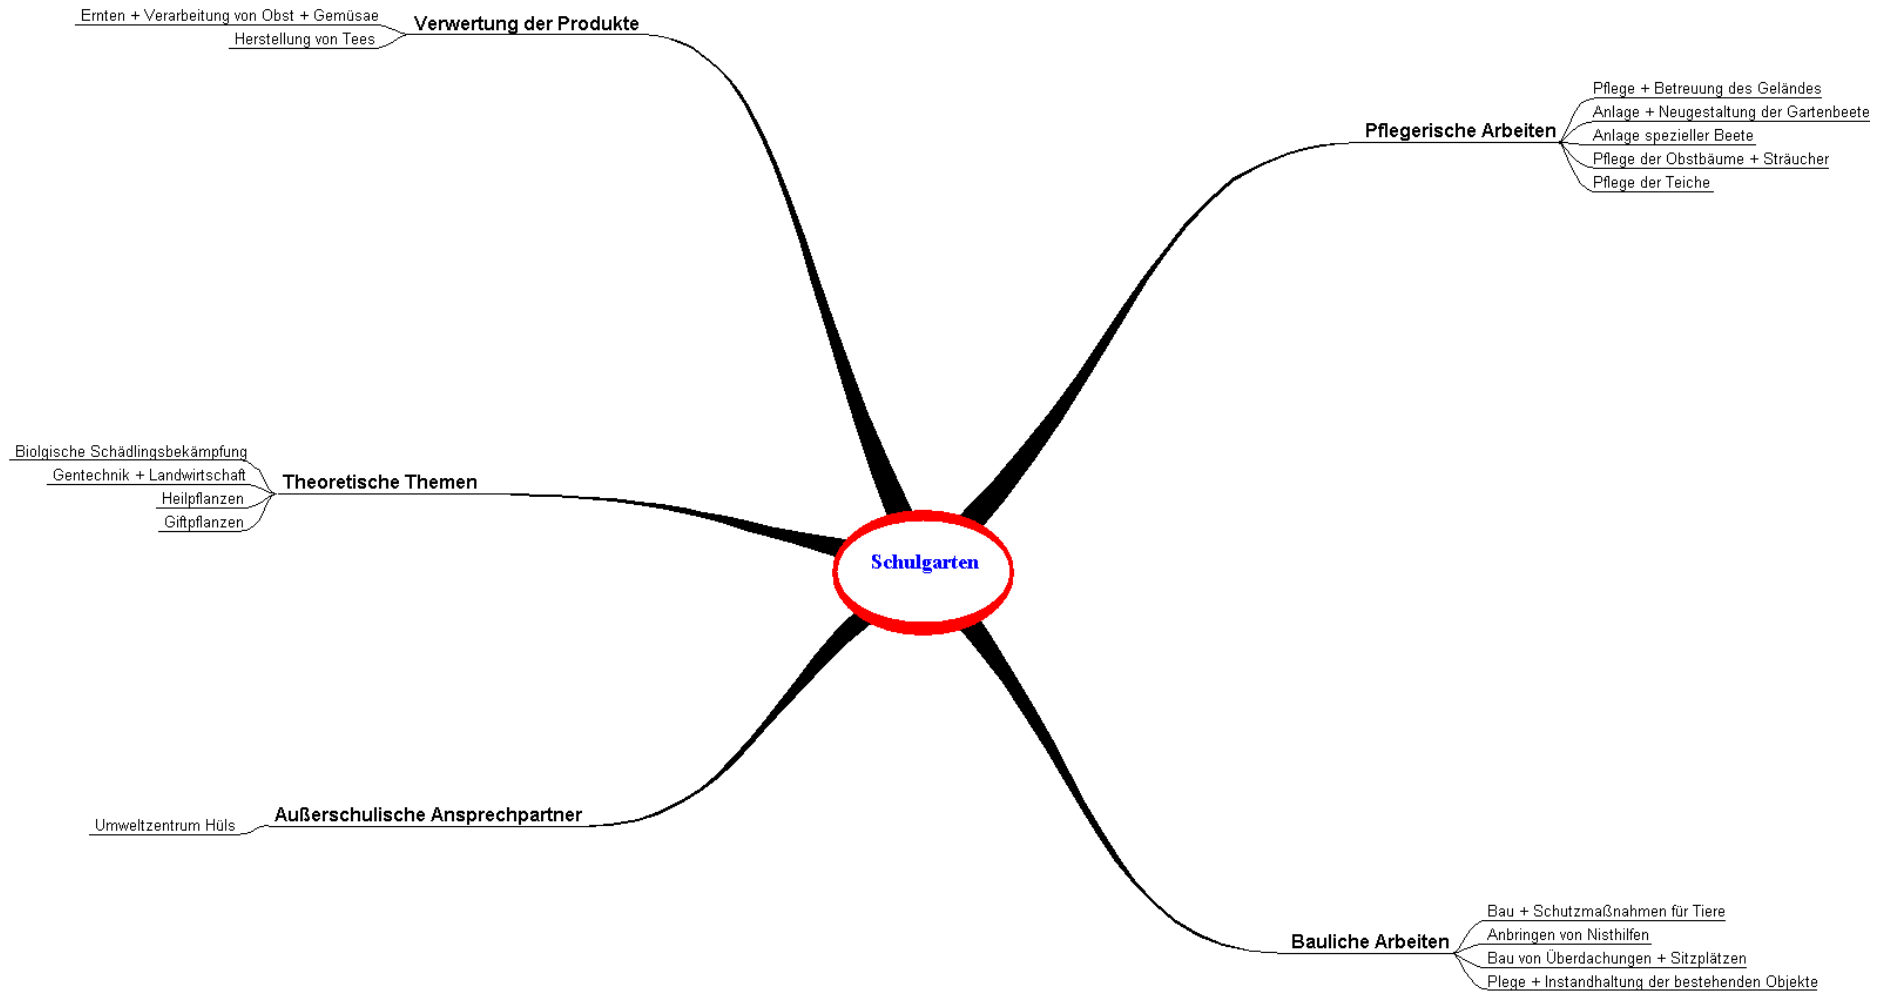 Ernten + Verarbeitung von Obst + Gemüsae
Herstellung von Tees
Verwertung der Produkte
Pflegerische Arbeiten
Pflege + Betreuung des Geländes
Anlage + Neugestaltung der Gartenbeete
Anlage spezieller Beete
Pflege der Obstbäume + Sträucher
Pflege der Teiche
Biolgische Schädlingsbekämpfung
Gentechnik + Landwirtschaft
Heilpflanzen
Giftpflanzen
Theoretische Themen
Schulgarten
Umweltzentrum Hüls
Außerschulische Ansprechpartner
Bauliche Arbeiten
Bau + Schutzmaßnahmen für Tiere
Anbringen von Nisthilfen
Bau von Überdachungen + Sitzplätzen
Plege + Instandhaltung der bestehenden Objekte